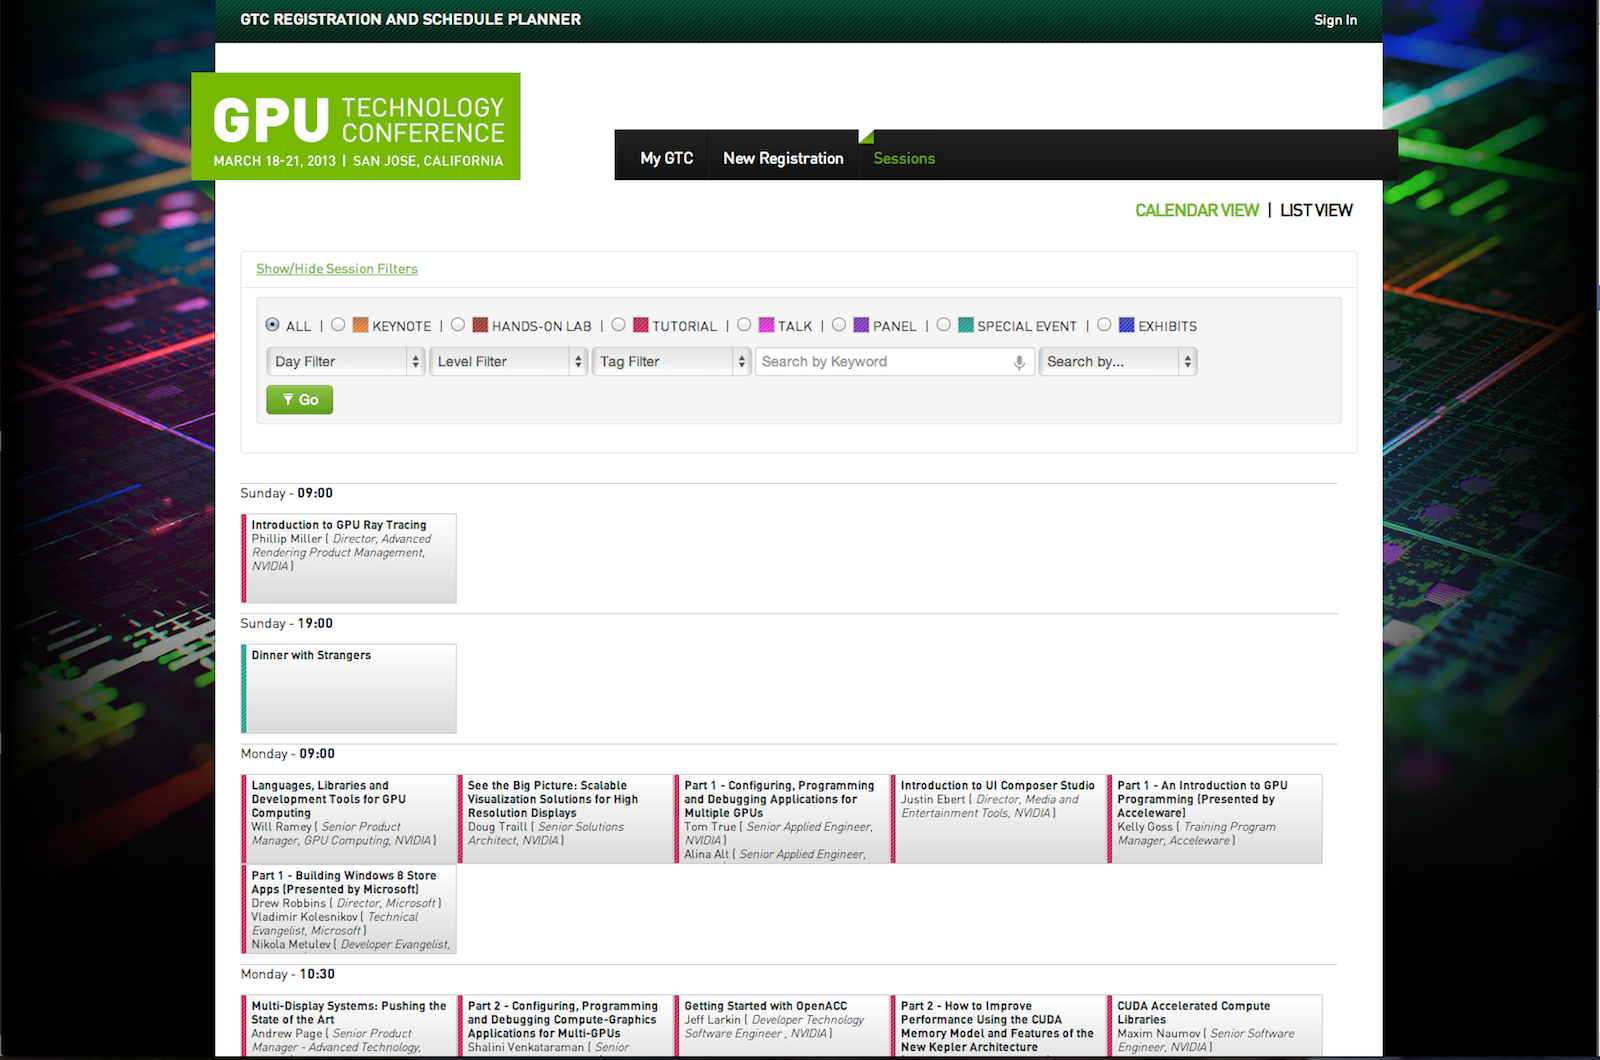 GTC REGISTRATION AND SCHEDULE PLANNER
Sign In
GPU TECHNOLOGY CONFERENCE
MARCH 18-21, 2013 | SAN JOSE, CALIFORNIA
My GTC New Registration Sessions
CALENDAR VIEW | LIST VIEW
Show/Hide Session Filters
ALL | KEYNOTE | HANDS-ON LAB | TUTORIAL | TALK | PANEL | SPECIAL EVENT | EXHIBITS
Day Filter Level Filter Tag Filter Search by Keyword Search by...
Go
Sunday - 09:00
Introduction to GPU Ray Tracing
Phillip Miller ( Director, Advanced
Rendering Product Management,
NVIDIA )
Sunday - 19:00
Dinner with Strangers
Monday - 09:00
Languages, Libraries and
Development Tools for GPU
Computing
Will Ramey ( Senior Product
Manager, GPU Computing, NVIDIA )
See the Big Picture: Scalable
Visualization Solutions for High
Resolution Displays
Doug Traill ( Senior Solutions
Architect, NVIDIA )
Part 1 - Configuring, Programming
and Debugging Applications for
Multiple GPUs
Tom True ( Senior Applied Engineer,
NVIDIA )
Alina Alt ( Senior Applied Engineer,
Introduction to UI Composer Studio
Justin Ebert ( Director, Media and
Entertainment Tools, NVIDIA )
Part 1 - An Introduction to GPU
Programming (Presented by
Acceleware)
Kelly Goss ( Training Program
Manager, Acceleware )
Part 1 - Building Windows 8 Store
Apps (Presented by Microsoft)
Drew Robbins ( Director, Microsoft )
Vladimir Kolesnikov ( Technical
Evangelist, Microsoft )
Nikola Metulev ( Developer Evangelist,
Monday - 10:30
Multi-Display Systems: Pushing the
State of the Art
Andrew Page ( Senior Product
Manager - Advanced Technology,
Part 2 - Configuring, Programming
and Debugging Compute-Graphics
Applications for Multi-GPUs
Shalini Venkataraman ( Senior
Getting Started with OpenACC
Jeff Larkin ( Developer Technology
Software Engineer , NVIDIA )
Part 2 - How to Improve
Performance Using the CUDA
Memory Model and Features of the
New Kepler Architecture
CUDA Accelerated Compute
Libraries
Maxim Naumov ( Senior Software
Engineer, NVIDIA )